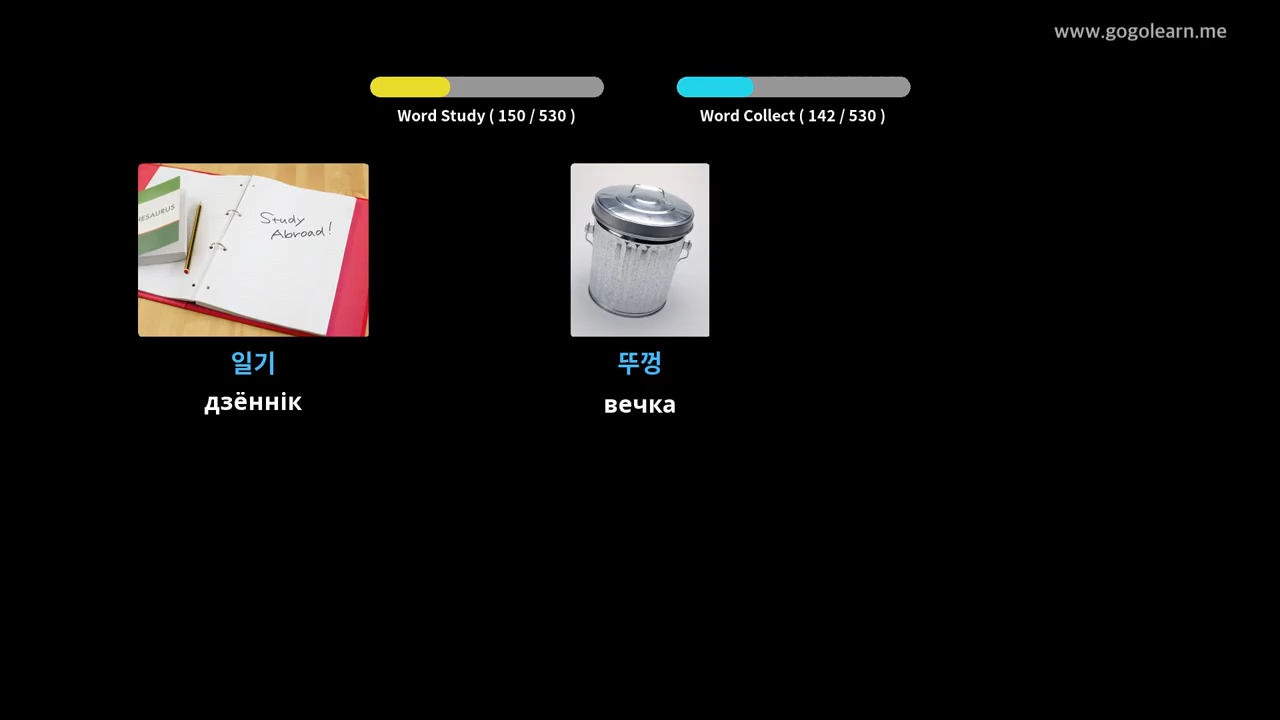 www.gogolearn.me
Word Study ( 150 / 530 )
Word Collect ( 142 / 530 )
HESAURUS
Study
Abroad!
일기
дзённік
뚜껑
вечка